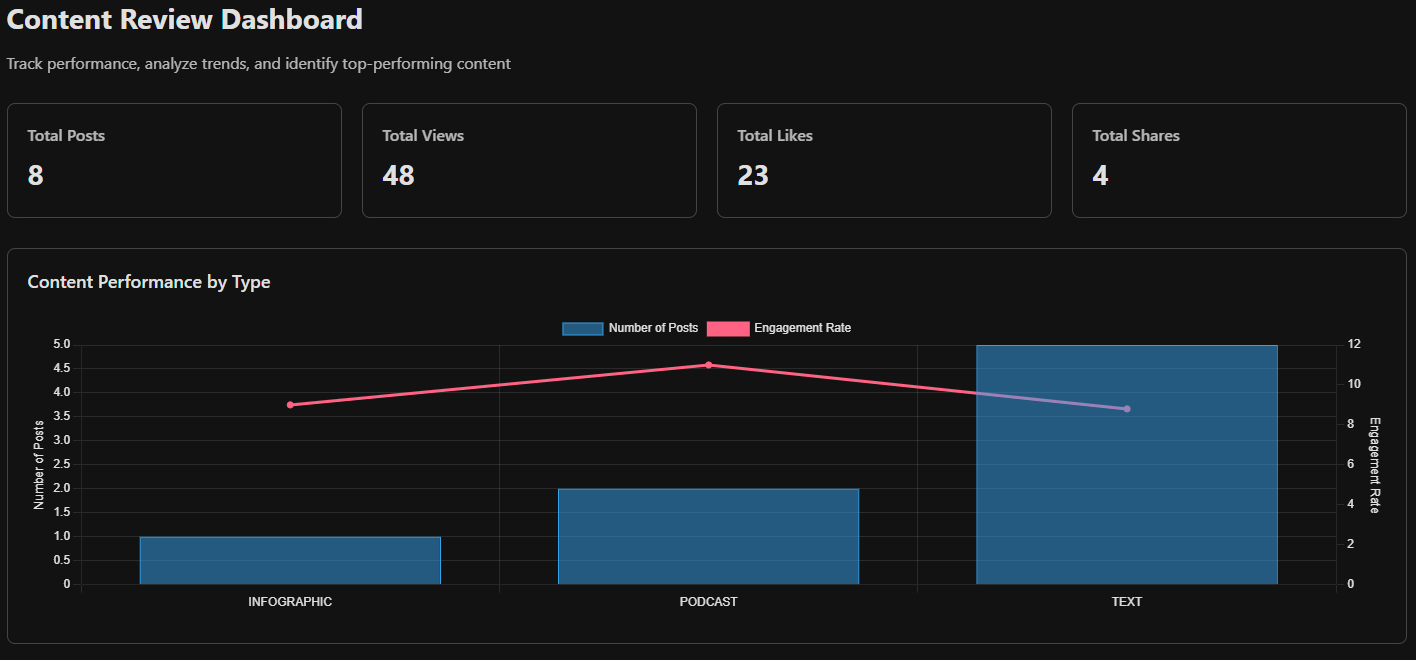 Content Review Dashboard
Track performance, analyze trends, and identify top-performing content
Total Posts
8
Total Views
48
Total Likes
23
Total Shares
4
Content Performance by Type
Number of Posts
Engagement Rate
Number of Posts
5.0
4.5
4.0
3.5
3.0
2.5
2.0
1.5
1.0
0.5
0
12
10
8
6
4
2
0
Engagement Rate
INFOGRAPHIC
PODCAST
TEXT